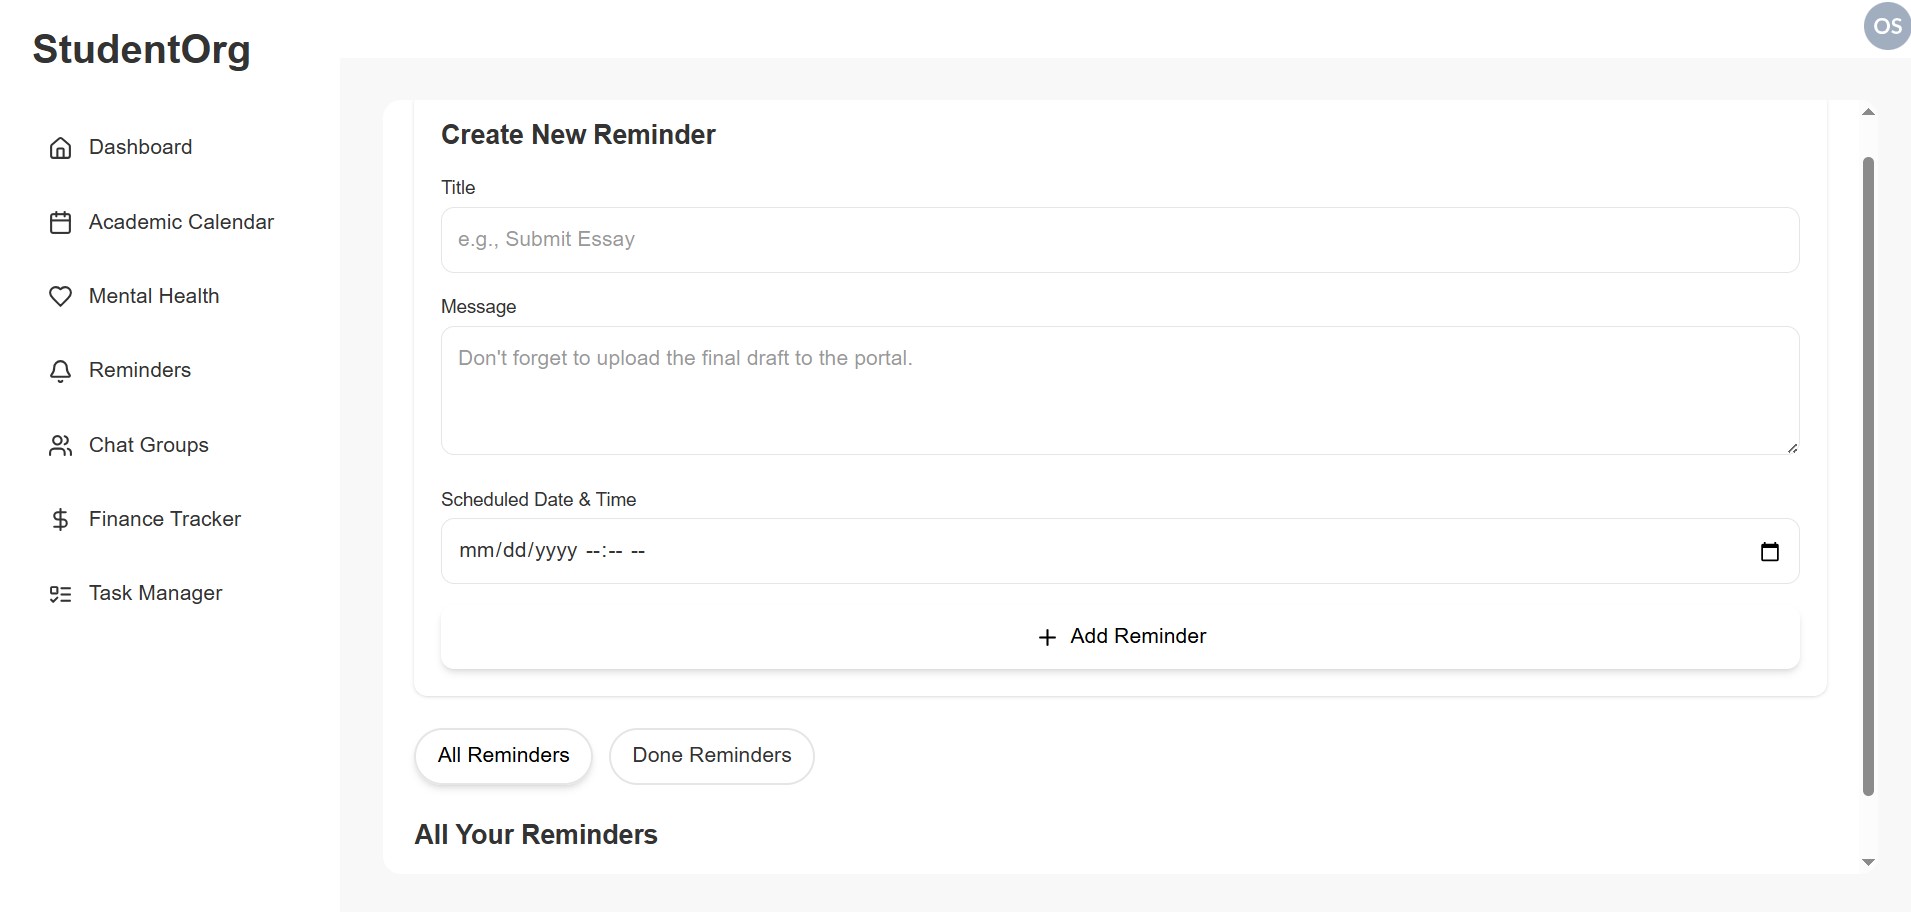 StudentOrg
OS
Dashboard
Academic Calendar
Mental Health
Reminders
Chat Groups
Finance Tracker
Task Manager
Create New Reminder
Title
e.g., Submit Essay
Message
Don't forget to upload the final draft to the portal.
Scheduled Date & Time
mm/dd/yyyy --:-- --
Add Reminder
All Reminders
Done Reminders
All Your Reminders